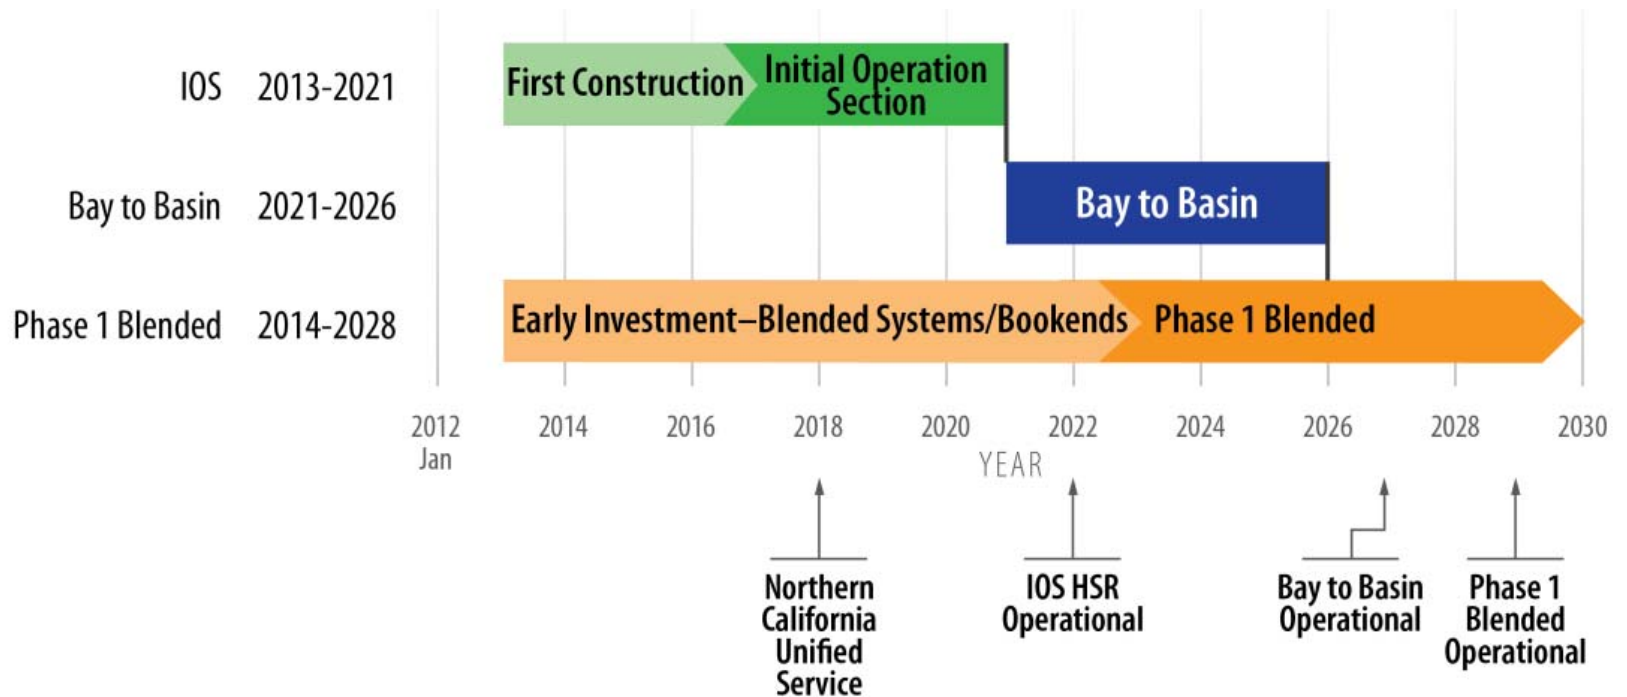 IOS 2013-2021
First Construction
Initial Operation
Section
Bay to Basin 2021-2026
Bay to Basin
Phase 1 Blended 2014-2028
Early Investment–Blended Systems/Bookends
Phase 1 Blended
2012 2014 2016 2018 2020 2022 2024 2026 2028 2030
Jan
YEAR
Northern
California
Unified
Service
IOS HSR
Operational
Bay to Basin
Operational
Phase 1
Blended
Operational